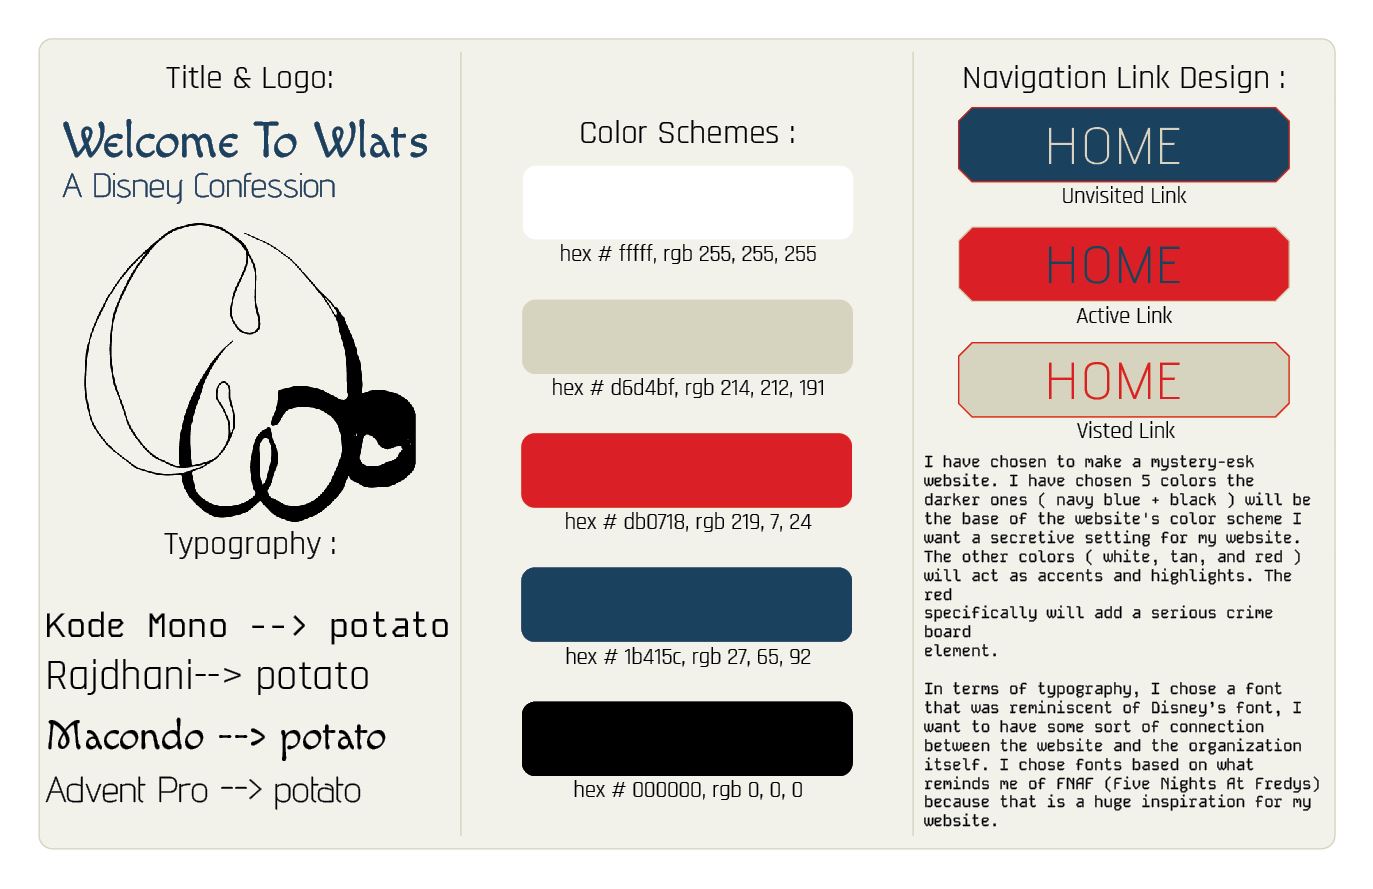 Title & Logo:
Welcome To Wlats
A Disney Confession
Typography :
Kode Mono --> potato
Rajdhani--> potato
Macondo --> potato
Advent Pro --> potato
Color Schemes :
hex # fffff, rgb 255, 255, 255
hex # d6d4bf, rgb 214, 212, 191
hex # db0718, rgb 219, 7, 24
hex # 1b415c, rgb 27, 65, 92
hex # 000000, rgb 0, 0, 0
Navigation Link Design :
HOME
Unvisited Link
HOME
Active Link
HOME
Visted Link
I have chosen to make a mystery-esk
website. I have chosen 5 colors the
darker ones ( navy blue + black ) will be
the base of the website's color scheme I
want a secretive setting for my website.
The other colors ( white, tan, and red )
will act as accents and highlights. The
red
specifically will add a serious crime
board
element.
In terms of typography, I chose a font
that was reminiscent of Disney's font, I
want to have some sort of connection
between the website and the organization
itself. I chose fonts based on what
reminds me of FNAF (Five Nights At Fredys)
because that is a huge inspiration for my
website.